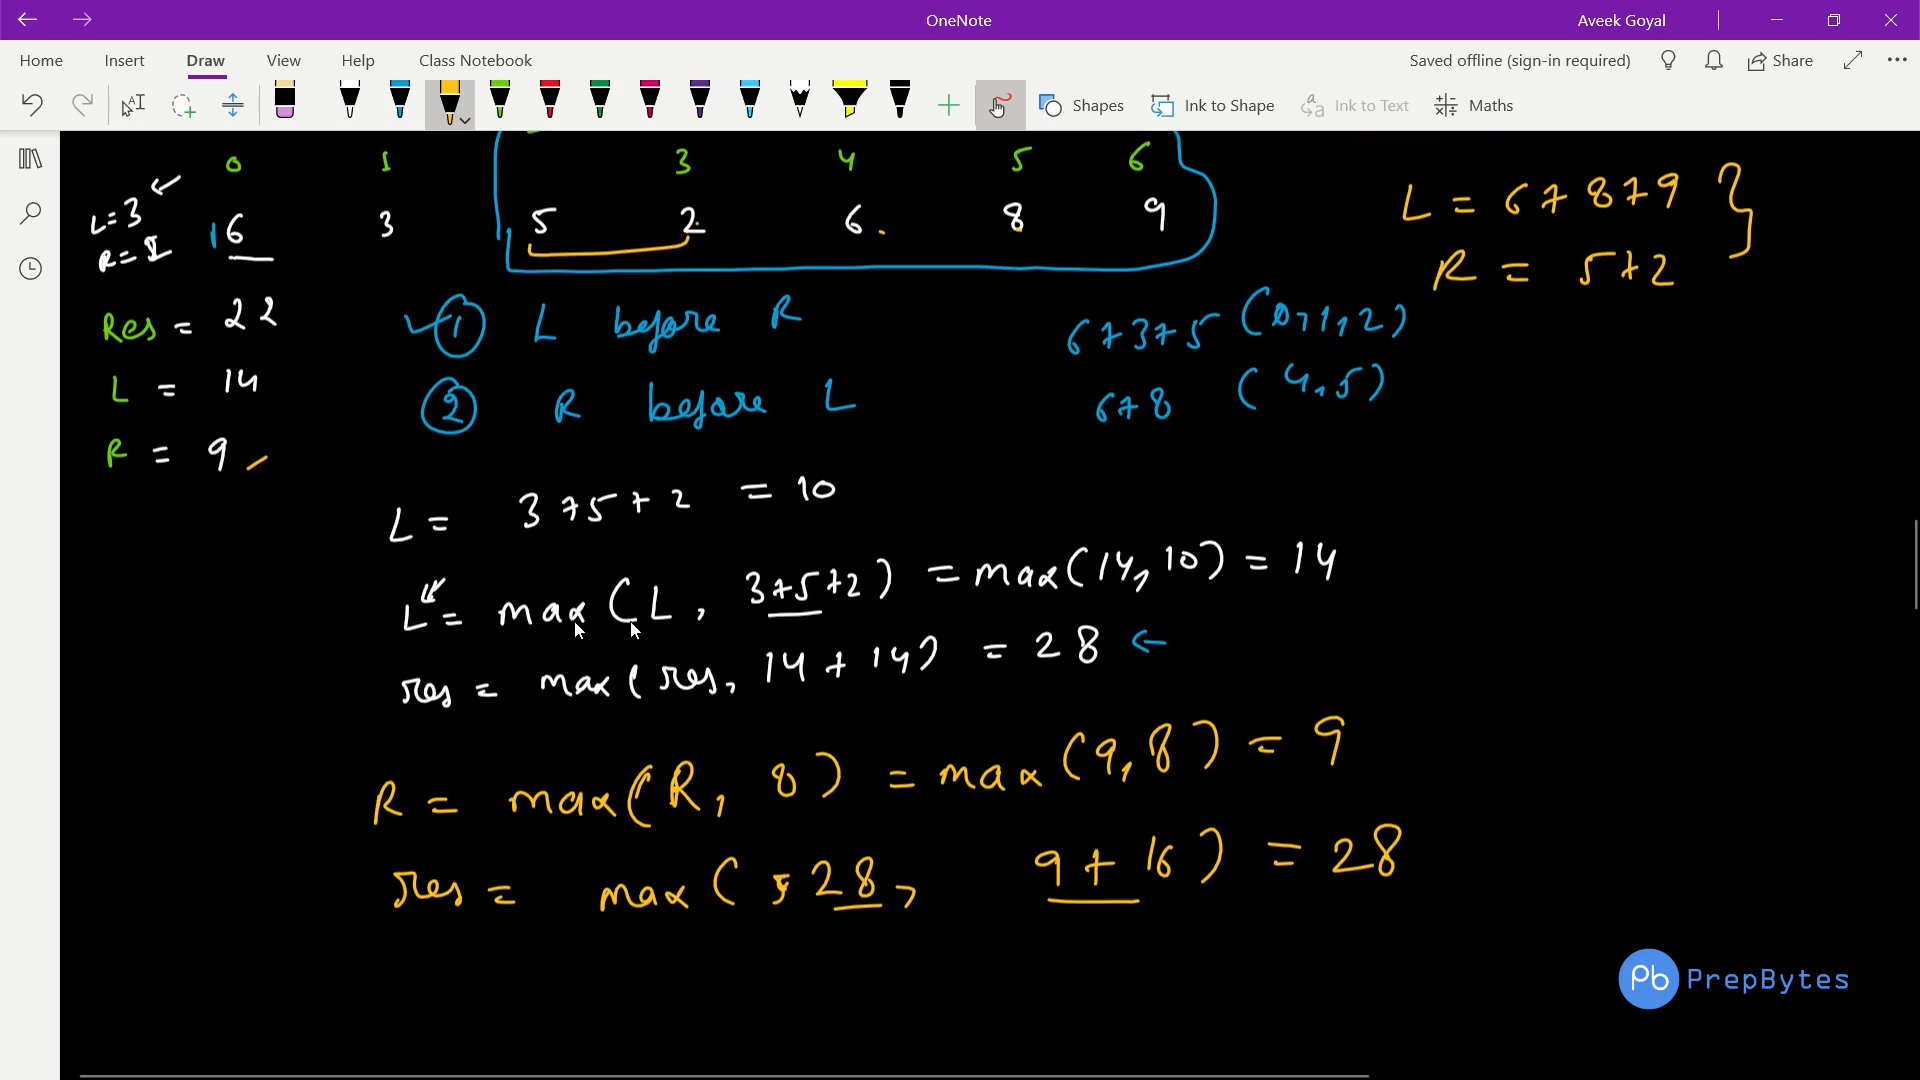 OneNote
Aveek Goyal
Home Insert Draw View Help Class Notebook
Saved offline (sign-in required) Share
Shapes Ink to Shape Ink to Text Maths
0 1 3 4 5 6
L=3
R=2
6 3 5 2 6 8 9
L = 6+8+9
R = 5+2
Res = 22
L = 14
R = 9
① L before R
② R before L
6+3+5 (0,1,2)
6+8 (4,5)
L = 3+5+2 = 10
L = max(L, 3+5+2) = max(14,10) = 14
res = max(res, 14+14) = 28 ←
R = max(R, 8) = max(9,8) = 9
res = max( 28, 9+16) = 28
Pb PrepBytes